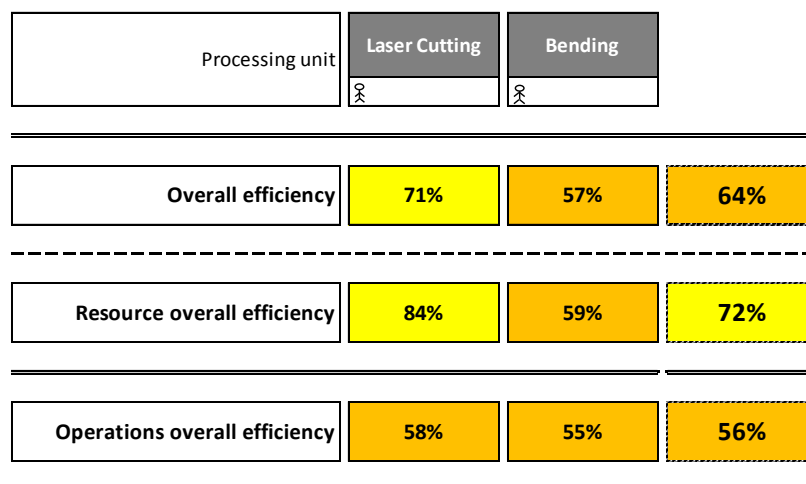 Processing unit
Laser Cutting
Bending
Overall efficiency
71%
57%
64%
Resource overall efficiency
84%
59%
72%
Operations overall efficiency
58%
55%
56%